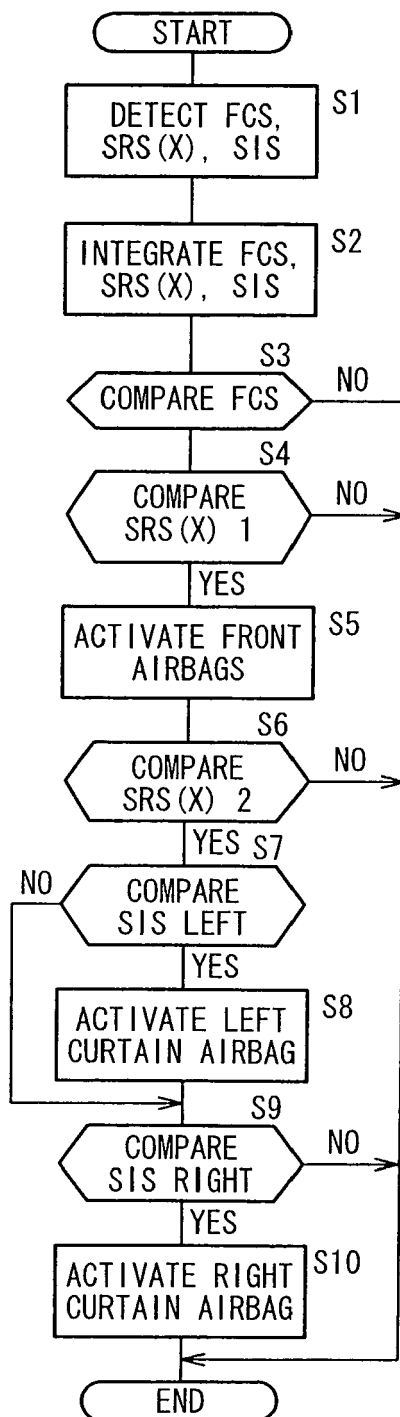 START
DETECT FCS,
SRS(X), SIS
S1
INTEGRATE FCS,
SRS(X), SIS
S2
S3
COMPARE FCS
NO
S4
COMPARE
SRS(X) 1
NO
YES
ACTIVATE FRONT
AIRBAGS
S5
S6
COMPARE
SRS(X) 2
NO
YES
S7
NO
COMPARE
SIS LEFT
YES
ACTIVATE LEFT
CURTAIN AIRBAG
S8
S9
COMPARE
SIS RIGHT
NO
YES
ACTIVATE RIGHT
CURTAIN AIRBAG
S10
END